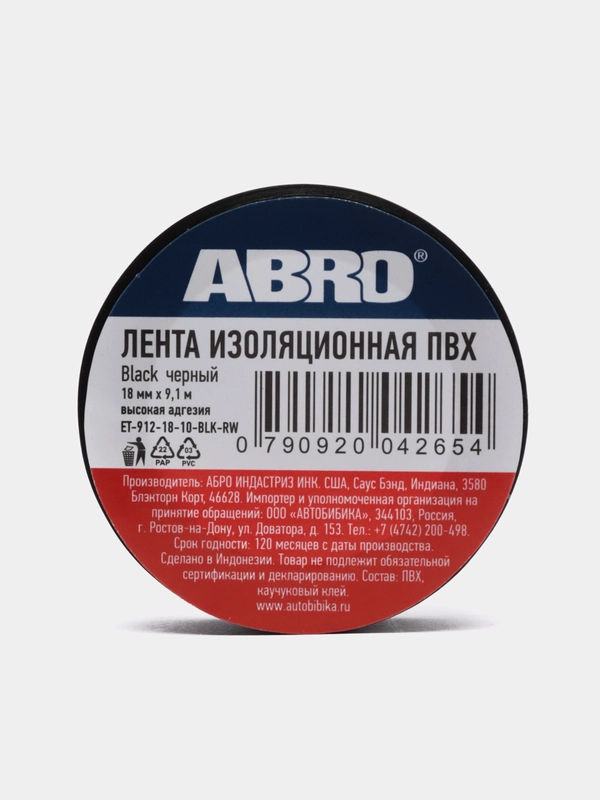 ABRO®
ЛЕНТА ИЗОЛЯЦИОННАЯ ПВХ
Black черный
18 мм х 9,1 м
высокая адгезия
ET-912-18-10-BLK-RW
0 790920 042654
22 03
PAP PVC
Производитель: АБРО ИНДАСТРИЗ ИНК. США, Саус Бэнд, Индиана, 3580
Блэкторн Корт, 46628. Импортер и уполномоченная организация на
принятие обращений: ООО «АВТОБИБИКА», 344103, Россия,
г. Ростов-на-Дону, ул. Доватора, д. 153. Тел.: +7 (4742) 200-498.
Срок годности: 120 месяцев с даты производства.
Сделано в Индонезии. Товар не подлежит обязательной
сертификации и декларированию. Состав: ПВХ,
каучуковый клей.
www.autobibika.ru